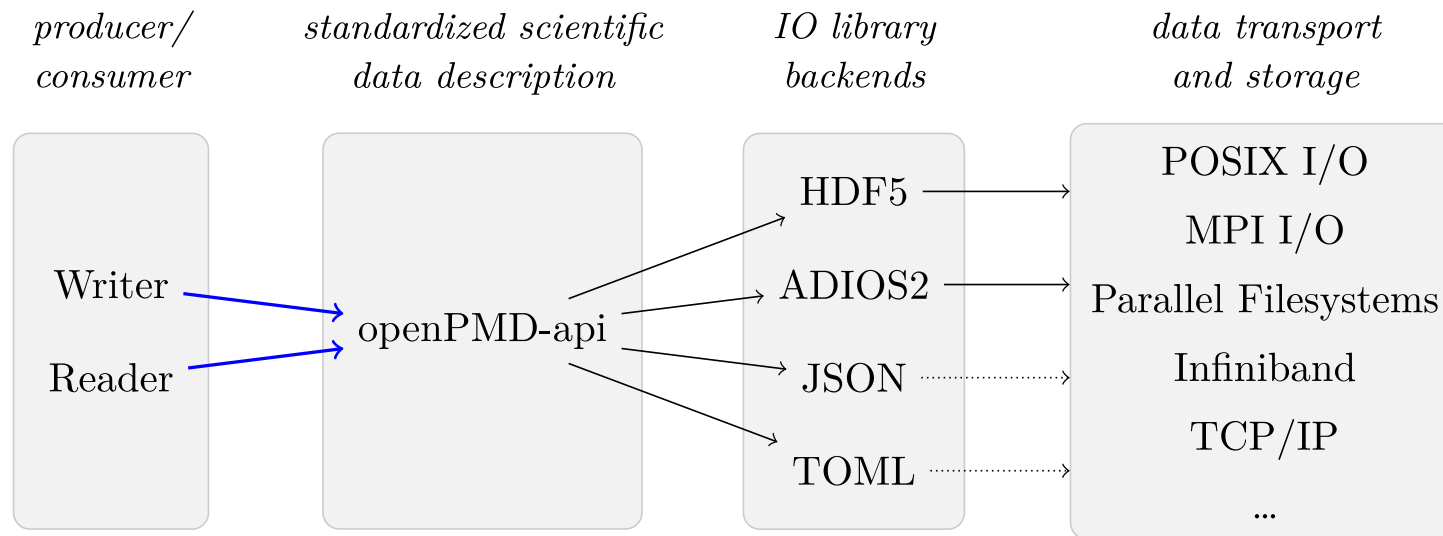 producer/
consumer
standardized scientific
data description
IO library
backends
data transport
and storage
Writer
Reader
openPMD-api
HDF5
ADIOS2
JSON
TOML
POSIX I/O
MPI I/O
Parallel Filesystems
Infiniband
TCP/IP
...